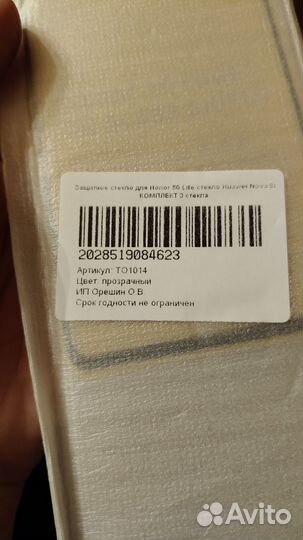 Защитное стекло для Honor 50 Lite стекло Huawei Nova 8i
КОМПЛЕКТ 3 стекла
2028519084623
Артикул: ТО1014
Цвет: прозрачный
ИП Орешин О.В.
Срок годности не ограничен
Avito